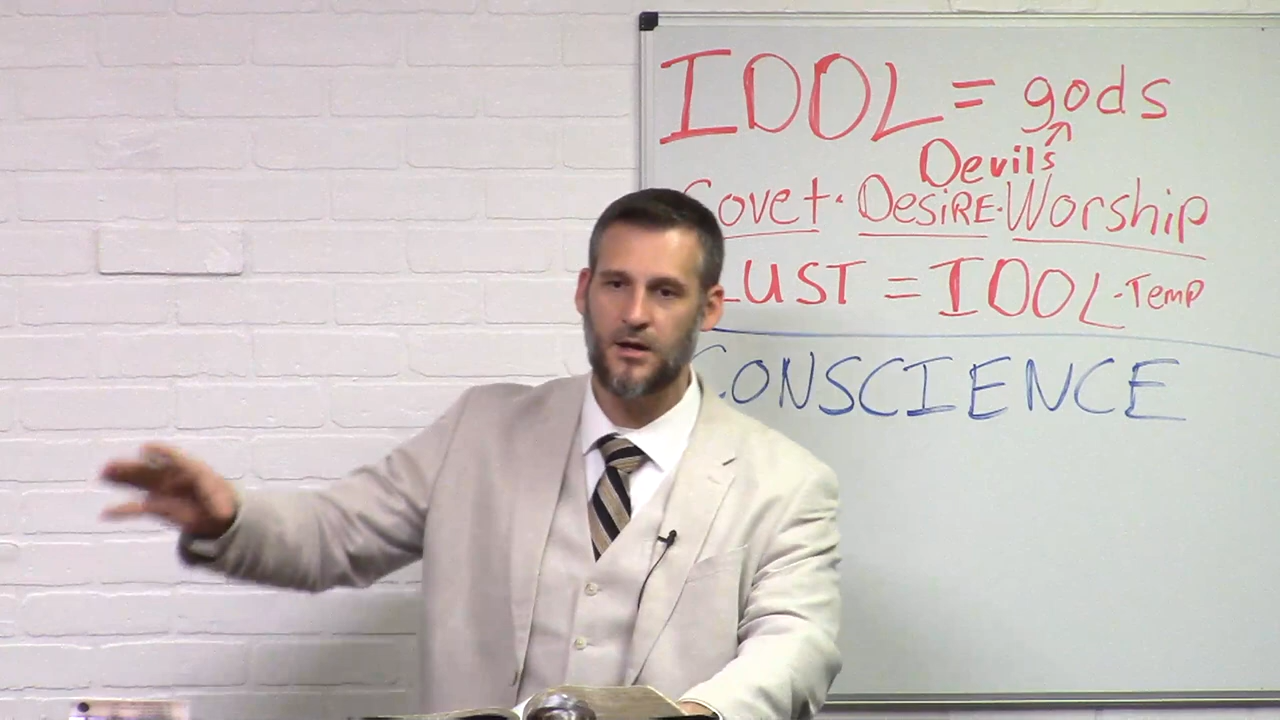 IDOL = gods
Devils
Covet · DESiRE · Worship
LUST = IDOL - Temp
CONSCIENCE